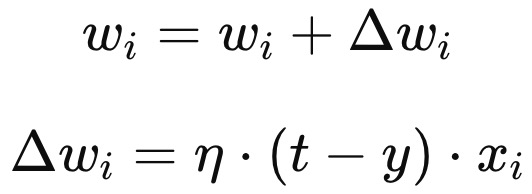 wᵢ = wᵢ + Δwᵢ
Δwᵢ = η · (t − y) · xᵢ